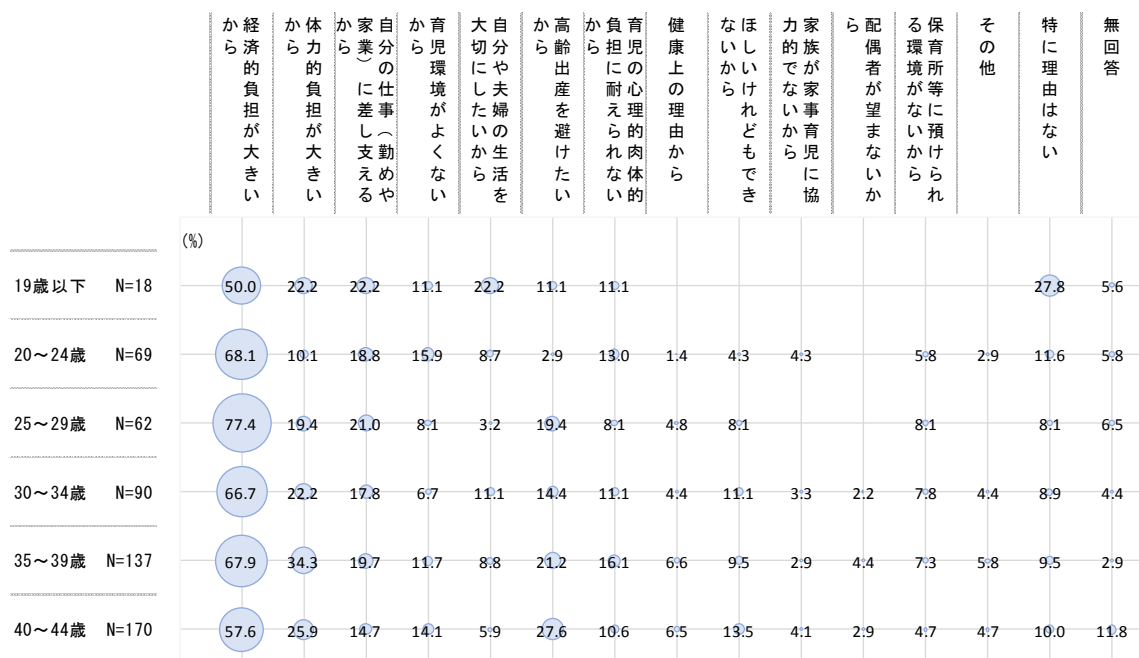 経済的負担が大きい
から
体力的負担が大きい
から
自分の仕事（勤めや
家業）に差し支える
から
育児環境がよくない
から
自分や夫婦の生活を
大切にしたいから
高齢出産を避けたい
から
育児の心理的肉体的
負担に耐えられない
から
健康上の理由から
ほしいけれどもでき
ないから
家族が家事育児に協
力的でないから
配偶者が望まないか
ら
保育所等に預けられ
る環境がないから
その他
特に理由はない
無回答
(%)
19歳以下 N=18 50.0 22.2 22.2 11.1 22.2 11.1 11.1 27.8 5.6
20～24歳 N=69 68.1 10.1 18.8 15.9 8.7 2.9 13.0 1.4 4.3 4.3 5.8 2.9 11.6 5.8
25～29歳 N=62 77.4 19.4 21.0 8.1 3.2 19.4 8.1 4.8 8.1 8.1 8.1 6.5
30～34歳 N=90 66.7 22.2 17.8 6.7 11.1 14.4 11.1 4.4 11.1 3.3 2.2 7.8 4.4 8.9 4.4
35～39歳 N=137 67.9 34.3 19.7 11.7 8.8 21.2 16.1 6.6 9.5 2.9 4.4 7.3 5.8 9.5 2.9
40～44歳 N=170 57.6 25.9 14.7 14.1 5.9 27.6 10.6 6.5 13.5 4.1 2.9 4.7 4.7 10.0 11.8